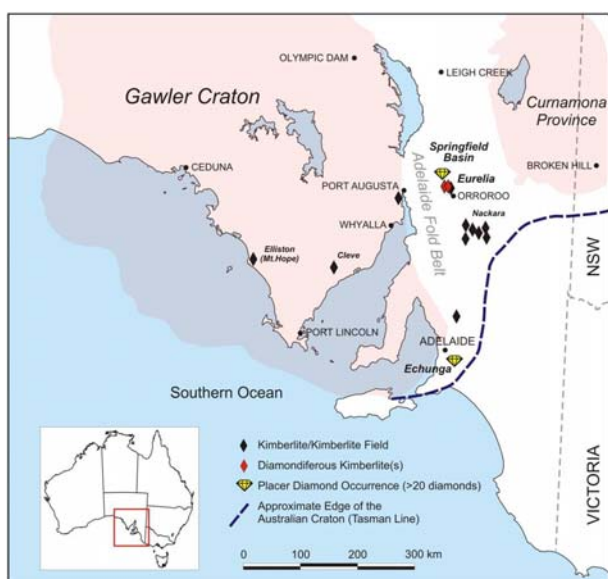 OLYMPIC DAM
LEIGH CREEK
Gawler Craton
Curnamona
Province
Springfield
Basin
BROKEN HILL
CEDUNA
Eurelia
PORT AUGUSTA
ORROROO
Adelaide Fold Belt
Nackara
WHYALLA
NSW
Elliston
(Mt.Hope)
Cleve
PORT LINCOLN
ADELAIDE
Echunga
Southern Ocean
VICTORIA
Kimberlite/Kimberlite Field
Diamondiferous Kimberlite(s)
Placer Diamond Occurrence (>20 diamonds)
Approximate Edge of the
Australian Craton (Tasman Line)
0 100 200 300 km